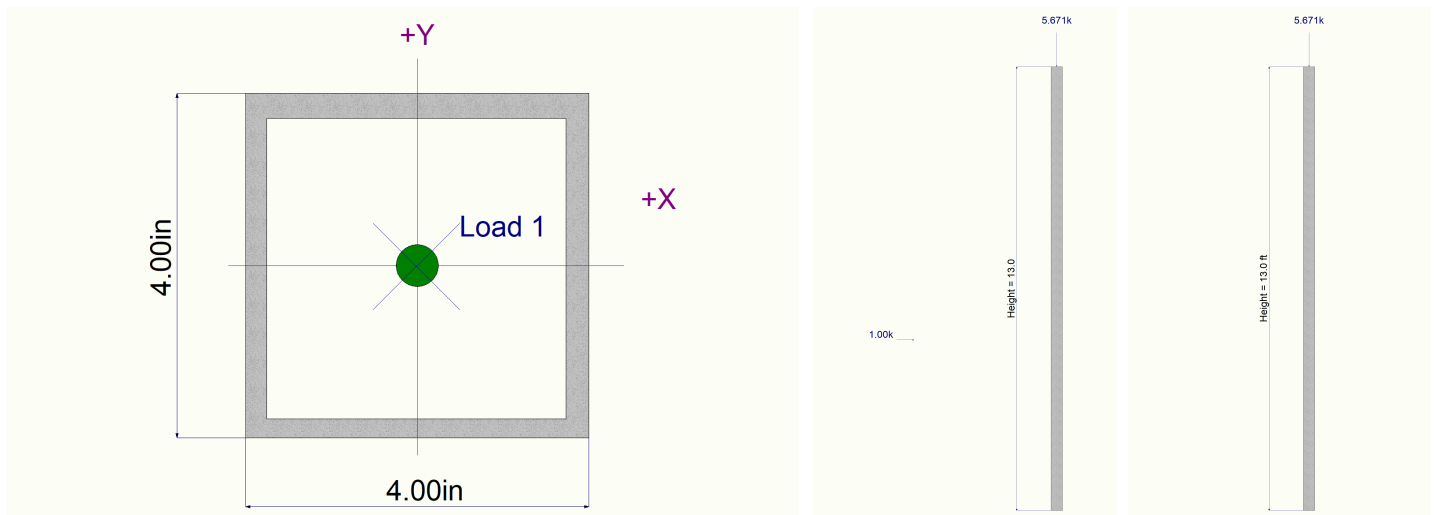 +Y
+X
Load 1
4.00in
4.00in
5.671k
Height = 13.0
1.00k
5.671k
Height = 13.0 ft